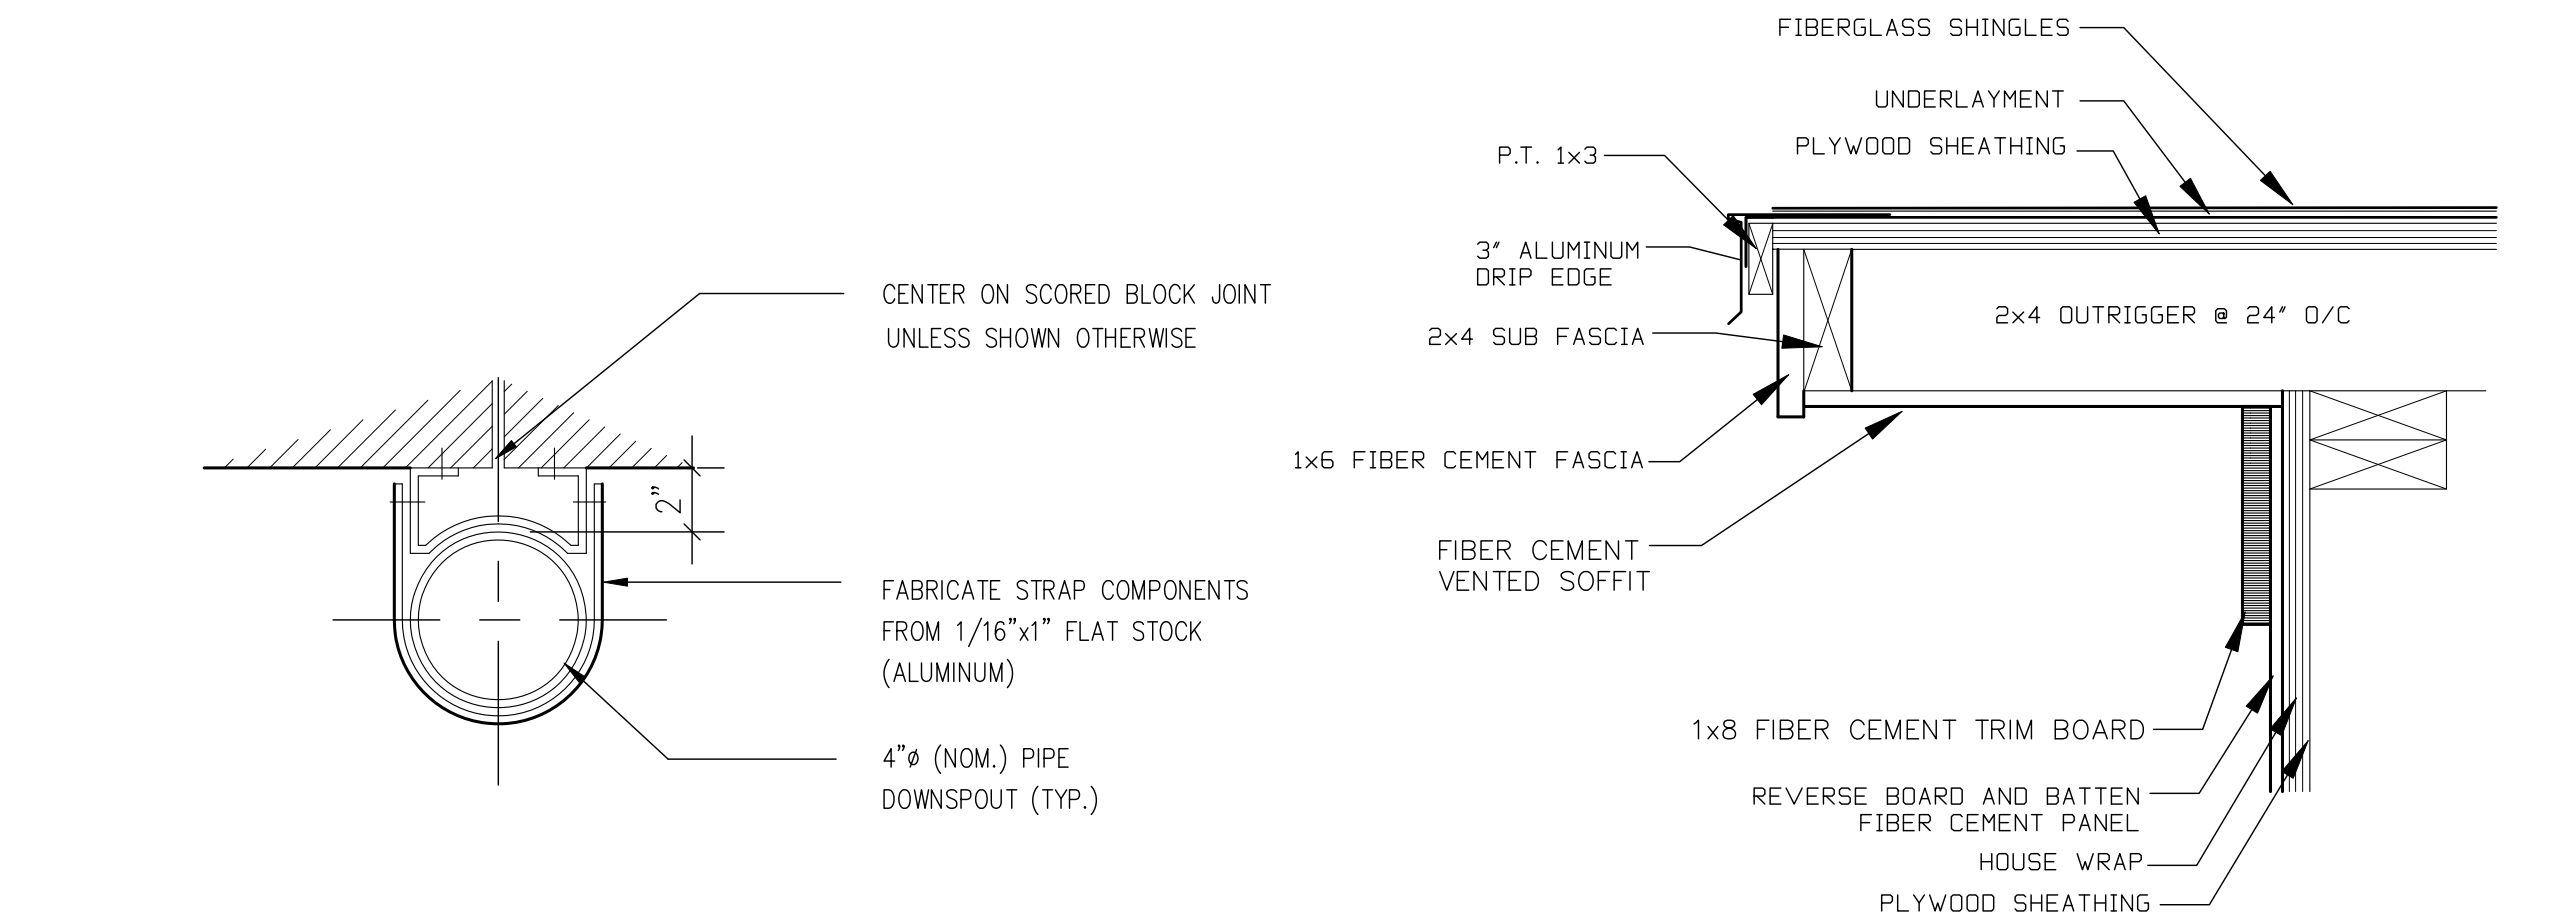 CENTER ON SCORED BLOCK JOINT
UNLESS SHOWN OTHERWISE
2"
FABRICATE STRAP COMPONENTS
FROM 1/16"x1" FLAT STOCK
(ALUMINUM)
4"ø (NOM.) PIPE
DOWNSPOUT (TYP.)
FIBERGLASS SHINGLES
UNDERLAYMENT
PLYWOOD SHEATHING
P.T. 1x3
3" ALUMINUM
DRIP EDGE
2x4 OUTRIGGER @ 24" O/C
2x4 SUB FASCIA
1x6 FIBER CEMENT FASCIA
FIBER CEMENT
VENTED SOFFIT
1x8 FIBER CEMENT TRIM BOARD
REVERSE BOARD AND BATTEN
FIBER CEMENT PANEL
HOUSE WRAP
PLYWOOD SHEATHING